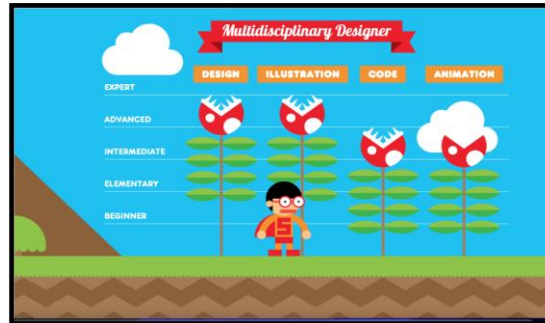 Multidisciplinary Designer
DESIGN ILLUSTRATION CODE ANIMATION
EXPERT
ADVANCED
INTERMEDIATE
ELEMENTARY
BEGINNER
S